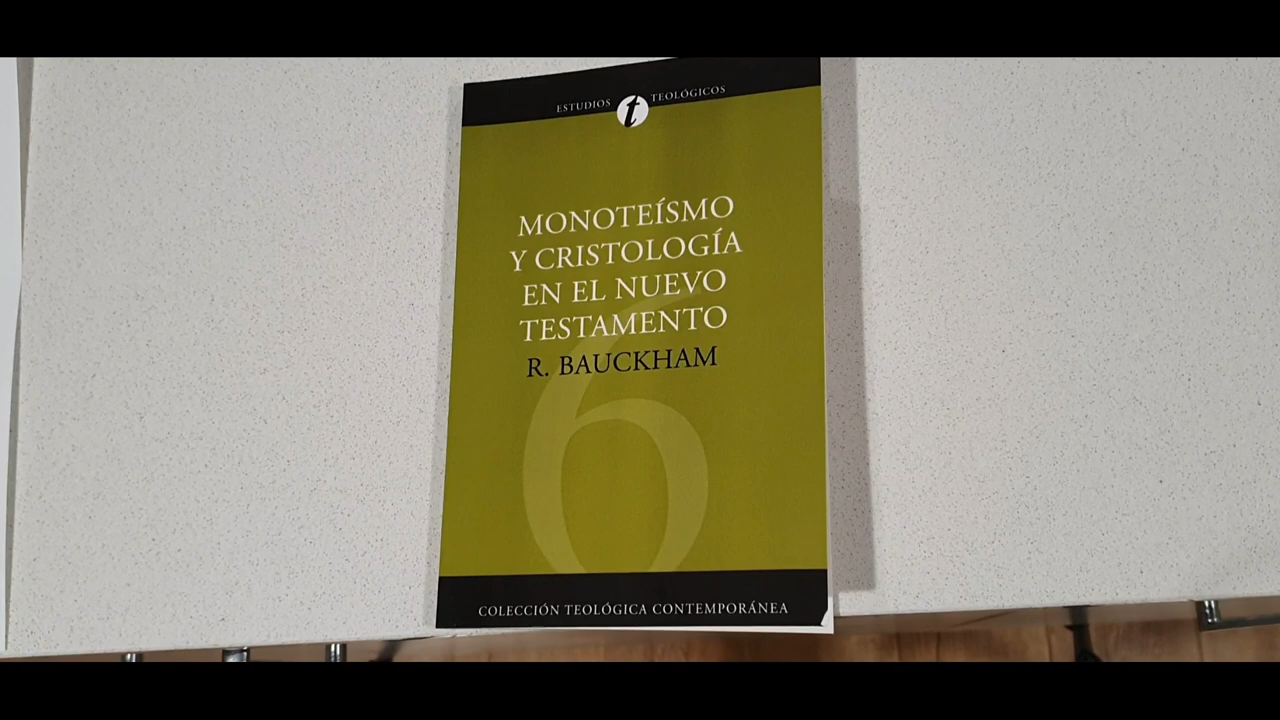 ESTUDIOS t TEOLÓGICOS
MONOTEÍSMO
Y CRISTOLOGÍA
EN EL NUEVO
TESTAMENTO
R. BAUCKHAM
6
COLECCIÓN TEOLÓGICA CONTEMPORÁNEA